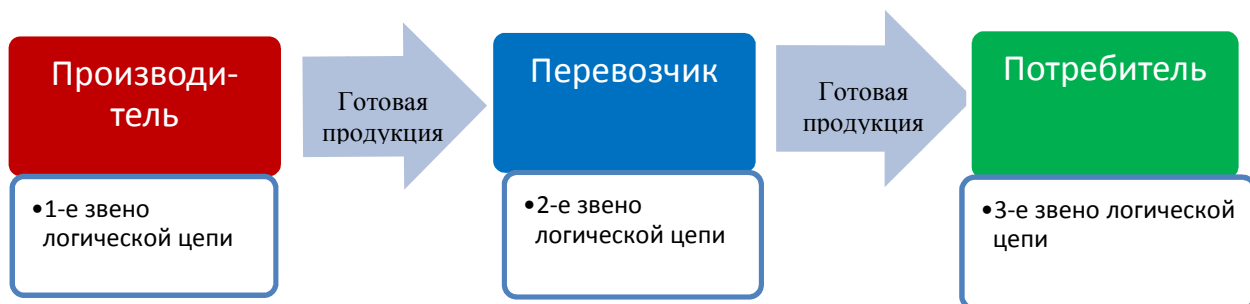 Производи-
тель
Готовая
продукция
Перевозчик
Готовая
продукция
Потребитель
•1-е звено
логической цепи
•2-е звено
логической цепи
•3-е звено логической
цепи